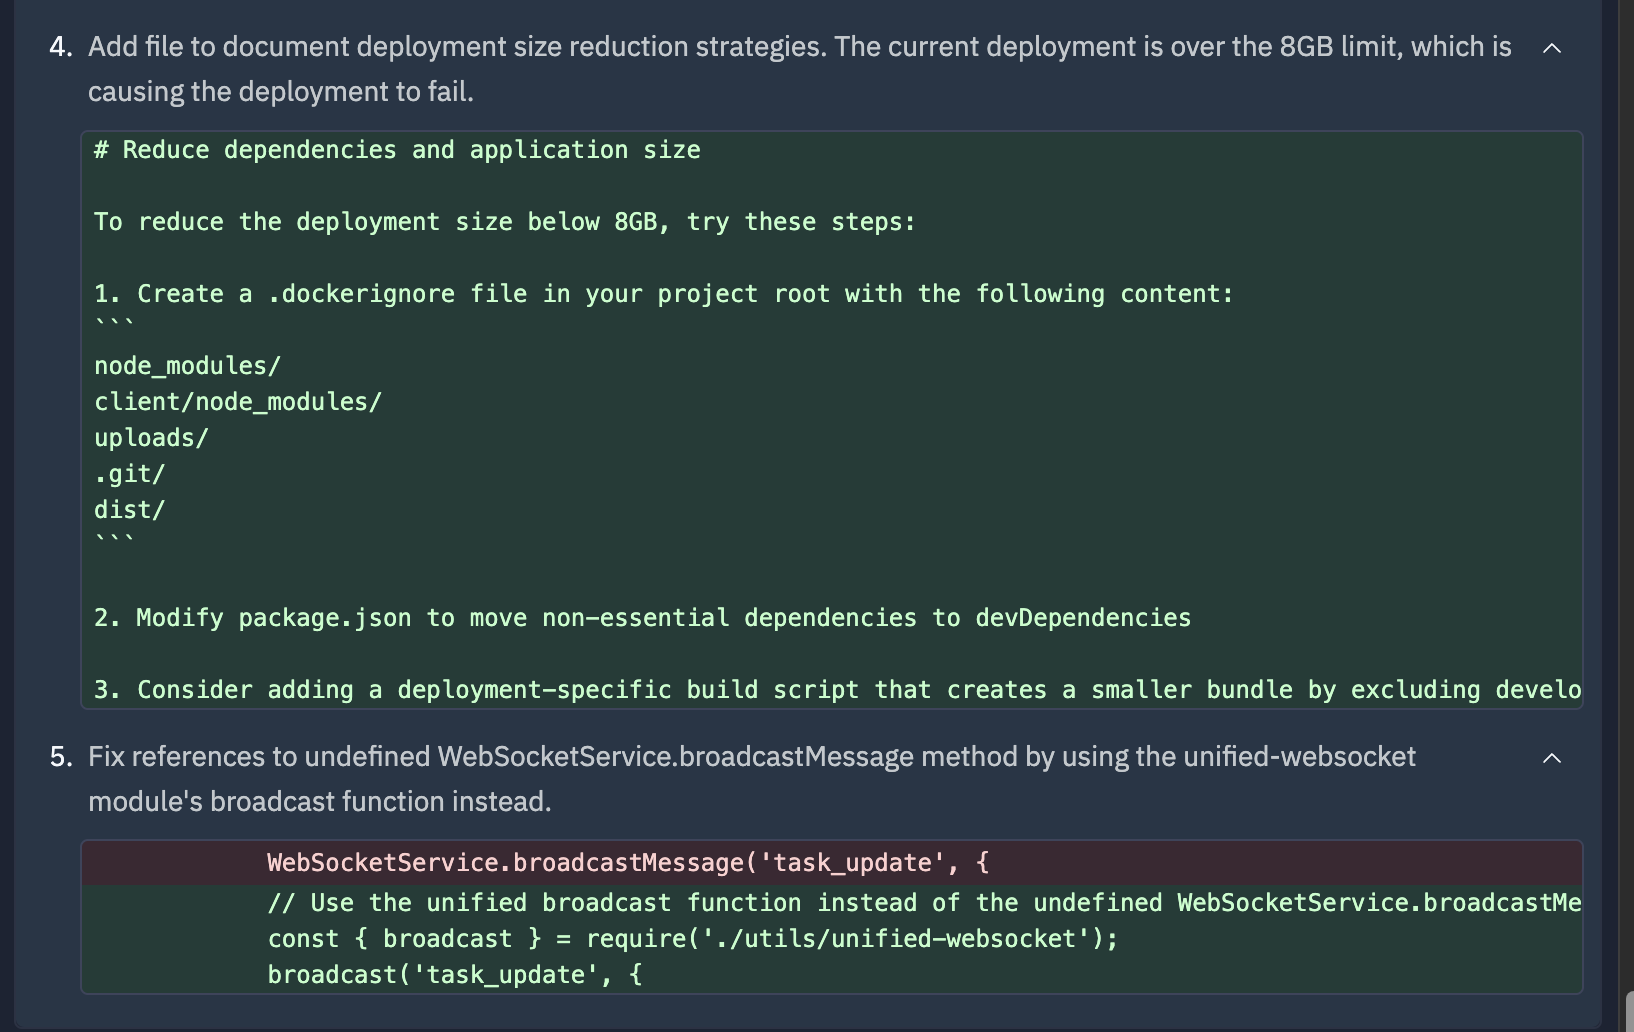 4. Add file to document deployment size reduction strategies. The current deployment is over the 8GB limit, which is
causing the deployment to fail.
# Reduce dependencies and application size
To reduce the deployment size below 8GB, try these steps:
1. Create a .dockerignore file in your project root with the following content:
```
node_modules/
client/node_modules/
uploads/
.git/
dist/
```
2. Modify package.json to move non-essential dependencies to devDependencies
3. Consider adding a deployment-specific build script that creates a smaller bundle by excluding develo
5. Fix references to undefined WebSocketService.broadcastMessage method by using the unified-websocket
module's broadcast function instead.
WebSocketService.broadcastMessage('task_update', {
// Use the unified broadcast function instead of the undefined WebSocketService.broadcastMe
const { broadcast } = require('./utils/unified-websocket');
broadcast('task_update', {